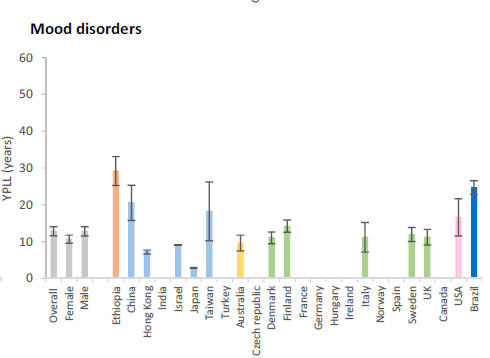 Mood disorders
60
50
40
30
20
10
0
YPLL (years)
Overall
Female
Male
Ethiopia
China
Hong Kong
India
Israel
Japan
Taiwan
Turkey
Australia
Czech republic
Denmark
Finland
France
Germany
Hungary
Ireland
Italy
Norway
Spain
Sweden
UK
Canada
USA
Brazil